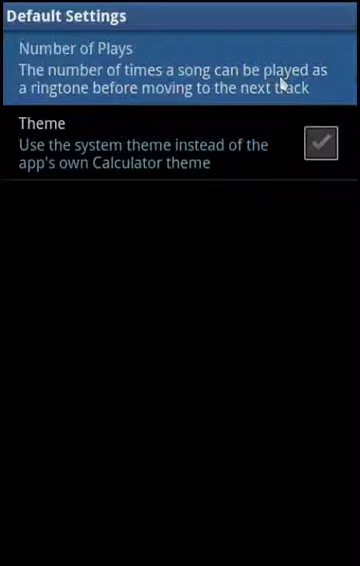 Default Settings
Number of Plays
The number of times a song can be played as
a ringtone before moving to the next track
Theme
Use the system theme instead of the
app's own Calculator theme